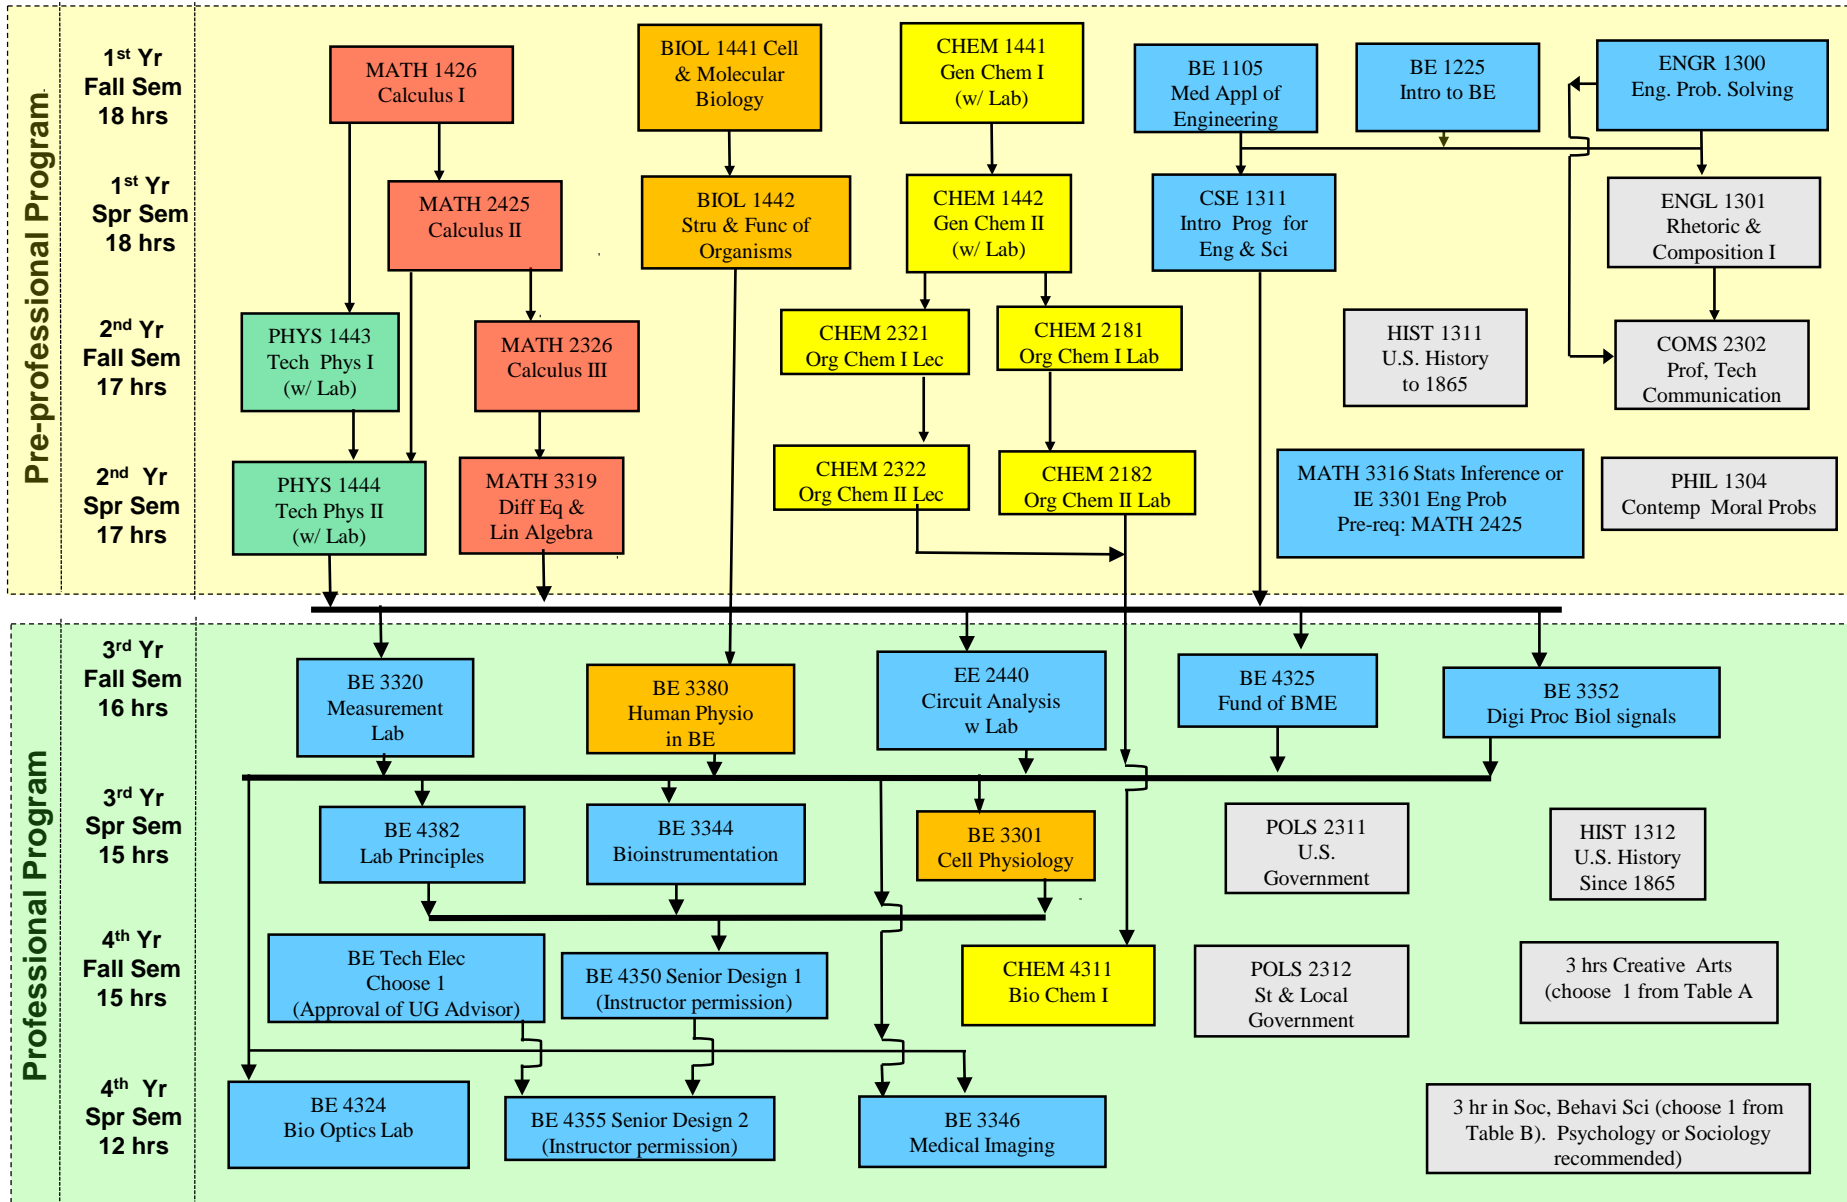 Pre-professional Program
1st Yr
Fall Sem
18 hrs
MATH 1426
Calculus I
BIOL 1441 Cell
& Molecular
Biology
CHEM 1441
Gen Chem I
(w/ Lab)
BE 1105
Med Appl of
Engineering
BE 1225
Intro to BE
ENGR 1300
Eng. Prob. Solving
1st Yr
Spr Sem
18 hrs
MATH 2425
Calculus II
BIOL 1442
Stru & Func of
Organisms
CHEM 1442
Gen Chem II
(w/ Lab)
CSE 1311
Intro Prog for
Eng & Sci
ENGL 1301
Rhetoric &
Composition I
2nd Yr
Fall Sem
17 hrs
PHYS 1443
Tech Phys I
(w/ Lab)
MATH 2326
Calculus III
CHEM 2321
Org Chem I Lec
CHEM 2181
Org Chem I Lab
HIST 1311
U.S. History
to 1865
COMS 2302
Prof, Tech
Communication
2nd Yr
Spr Sem
17 hrs
PHYS 1444
Tech Phys II
(w/ Lab)
MATH 3319
Diff Eq &
Lin Algebra
CHEM 2322
Org Chem II Lec
CHEM 2182
Org Chem II Lab
MATH 3316 Stats Inference or
IE 3301 Eng Prob
Pre-req: MATH 2425
PHIL 1304
Contemp Moral Probs
Professional Program
3rd Yr
Fall Sem
16 hrs
BE 3320
Measurement
Lab
BE 3380
Human Physio
in BE
EE 2440
Circuit Analysis
w Lab
BE 4325
Fund of BME
BE 3352
Digi Proc Biol signals
3rd Yr
Spr Sem
15 hrs
BE 4382
Lab Principles
BE 3344
Bioinstrumentation
BE 3301
Cell Physiology
POLS 2311
U.S.
Government
HIST 1312
U.S. History
Since 1865
4th Yr
Fall Sem
15 hrs
BE Tech Elec
Choose 1
(Approval of UG Advisor)
BE 4350 Senior Design 1
(Instructor permission)
CHEM 4311
Bio Chem I
POLS 2312
St & Local
Government
3 hrs Creative Arts
(choose 1 from Table A
4th Yr
Spr Sem
12 hrs
BE 4324
Bio Optics Lab
BE 4355 Senior Design 2
(Instructor permission)
BE 3346
Medical Imaging
3 hr in Soc, Behavi Sci (choose 1 from
Table B). Psychology or Sociology
recommended)